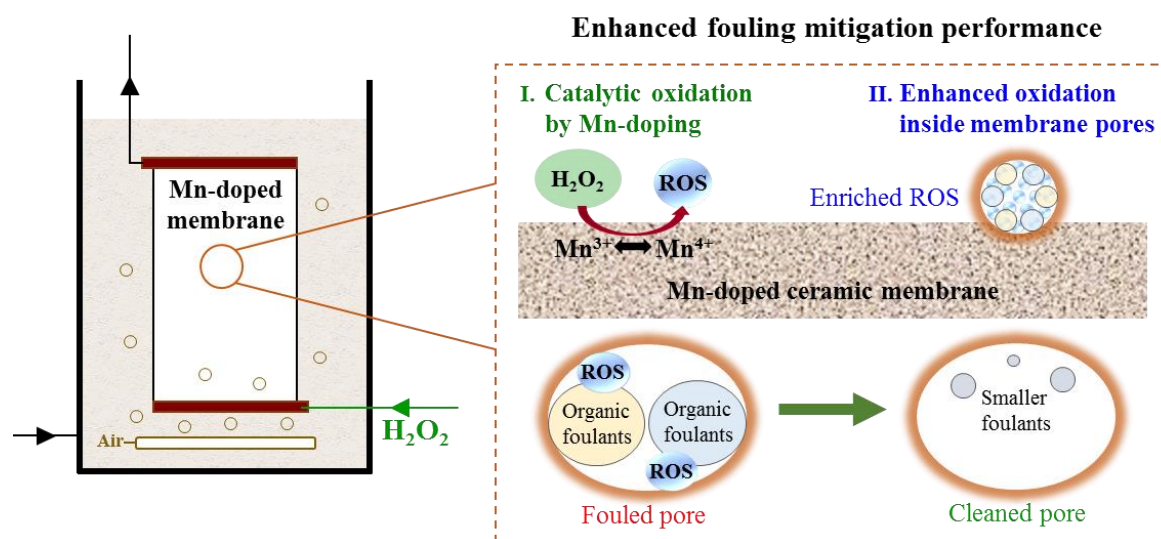 Enhanced fouling mitigation performance
Mn-doped
membrane
Air
H₂O₂
I. Catalytic oxidation
by Mn-doping
II. Enhanced oxidation
inside membrane pores
H₂O₂
ROS
Enriched ROS
Mn³⁺ Mn⁴⁺
Mn-doped ceramic membrane
ROS
Organic
foulants
Organic
foulants
ROS
Fouled pore
Smaller
foulants
Cleaned pore